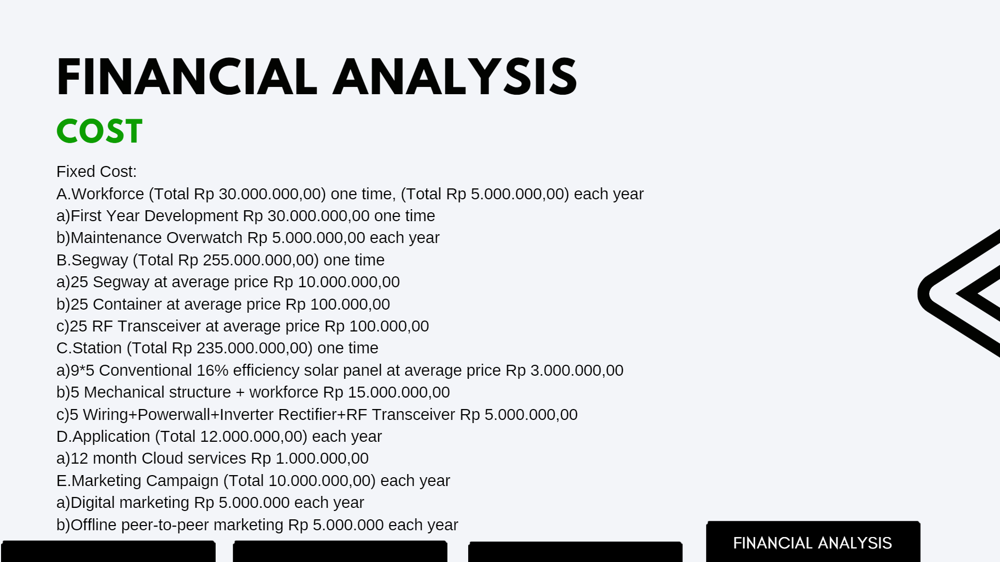 FINANCIAL ANALYSIS
COST
Fixed Cost:
A.Workforce (Total Rp 30.000.000,00) one time, (Total Rp 5.000.000,00) each year
a)First Year Development Rp 30.000.000,00 one time
b)Maintenance Overwatch Rp 5.000.000,00 each year
B.Segway (Total Rp 255.000.000,00) one time
a)25 Segway at average price Rp 10.000.000,00
b)25 Container at average price Rp 100.000,00
c)25 RF Transceiver at average price Rp 100.000,00
C.Station (Total Rp 235.000.000,00) one time
a)9*5 Conventional 16% efficiency solar panel at average price Rp 3.000.000,00
b)5 Mechanical structure + workforce Rp 15.000.000,00
c)5 Wiring+Powerwall+Inverter Rectifier+RF Transceiver Rp 5.000.000,00
D.Application (Total 12.000.000,00) each year
a)12 month Cloud services Rp 1.000.000,00
E.Marketing Campaign (Total 10.000.000,00) each year
a)Digital marketing Rp 5.000.000 each year
b)Offline peer-to-peer marketing Rp 5.000.000 each year
FINANCIAL ANALYSIS